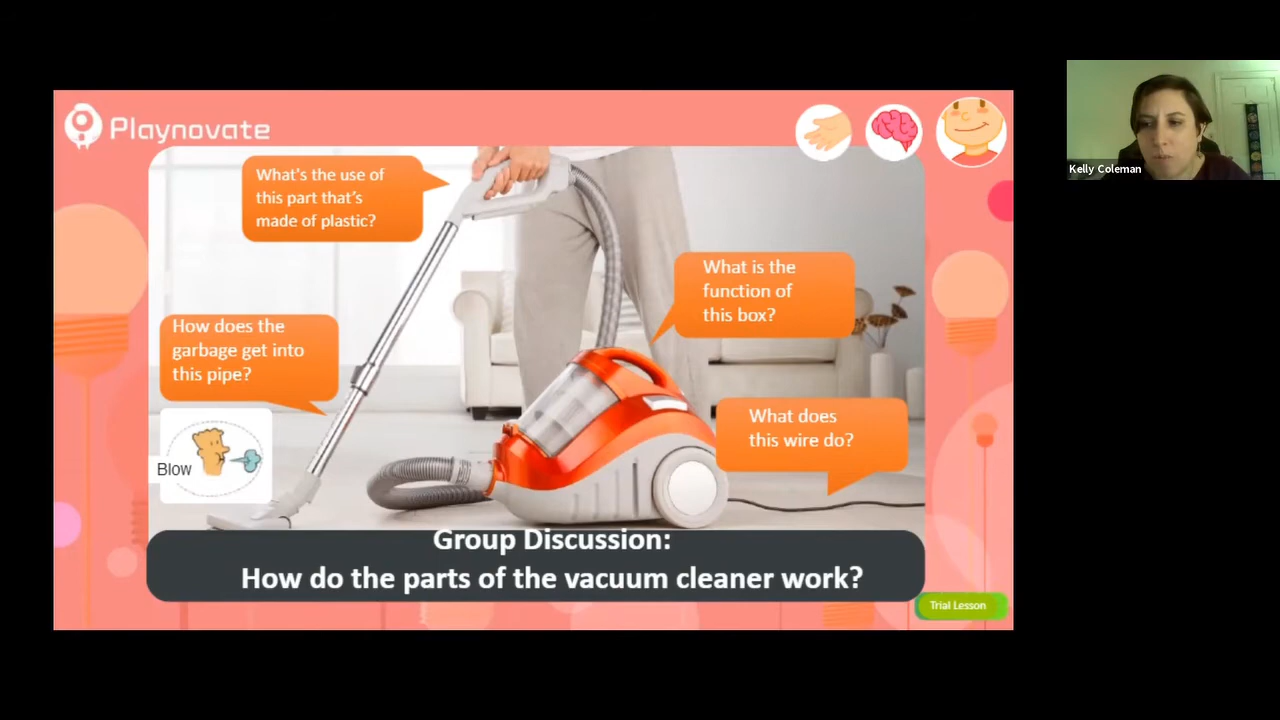 Playnovate
What's the use of
this part that's
made of plastic?
What is the
function of
this box?
How does the
garbage get into
this pipe?
What does
this wire do?
Blow
Group Discussion:
How do the parts of the vacuum cleaner work?
Trial Lesson
Kelly Coleman